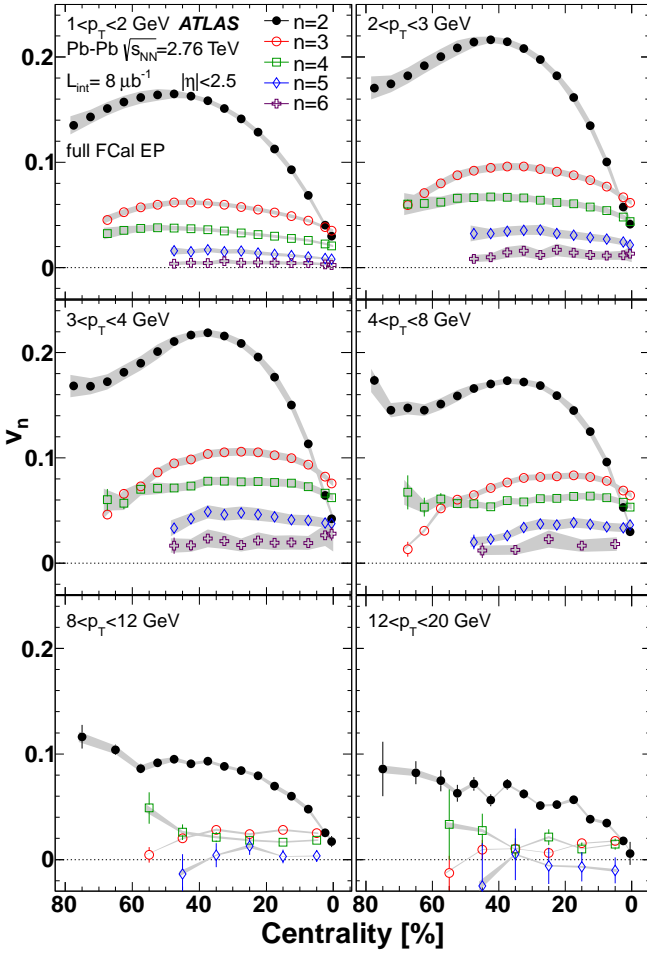 1<p_T<2 GeV ATLAS
Pb-Pb √s_NN=2.76 TeV
L_int= 8 μb⁻¹ |η|<2.5
full FCal EP
n=2
n=3
n=4
n=5
n=6
2<p_T<3 GeV
0.2
0.1
0
3<p_T<4 GeV
4<p_T<8 GeV
0.2
0.1
0
v_n
8<p_T<12 GeV
12<p_T<20 GeV
0.2
0.1
0
80 60 40 20 0 80 60 40 20 0
Centrality [%]